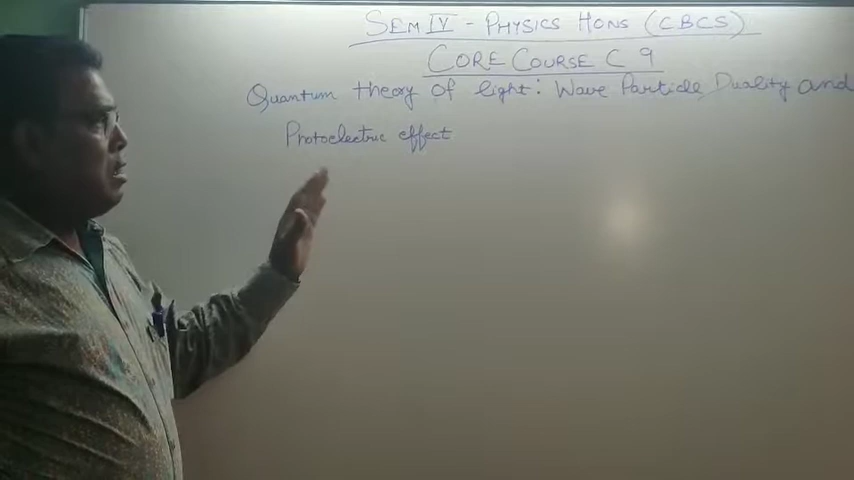 SEM IV - PHYSICS HONS (CBCS)
CORE COURSE C 9
Quantum theory of light: Wave Particle Duality and
Protoelectric effect